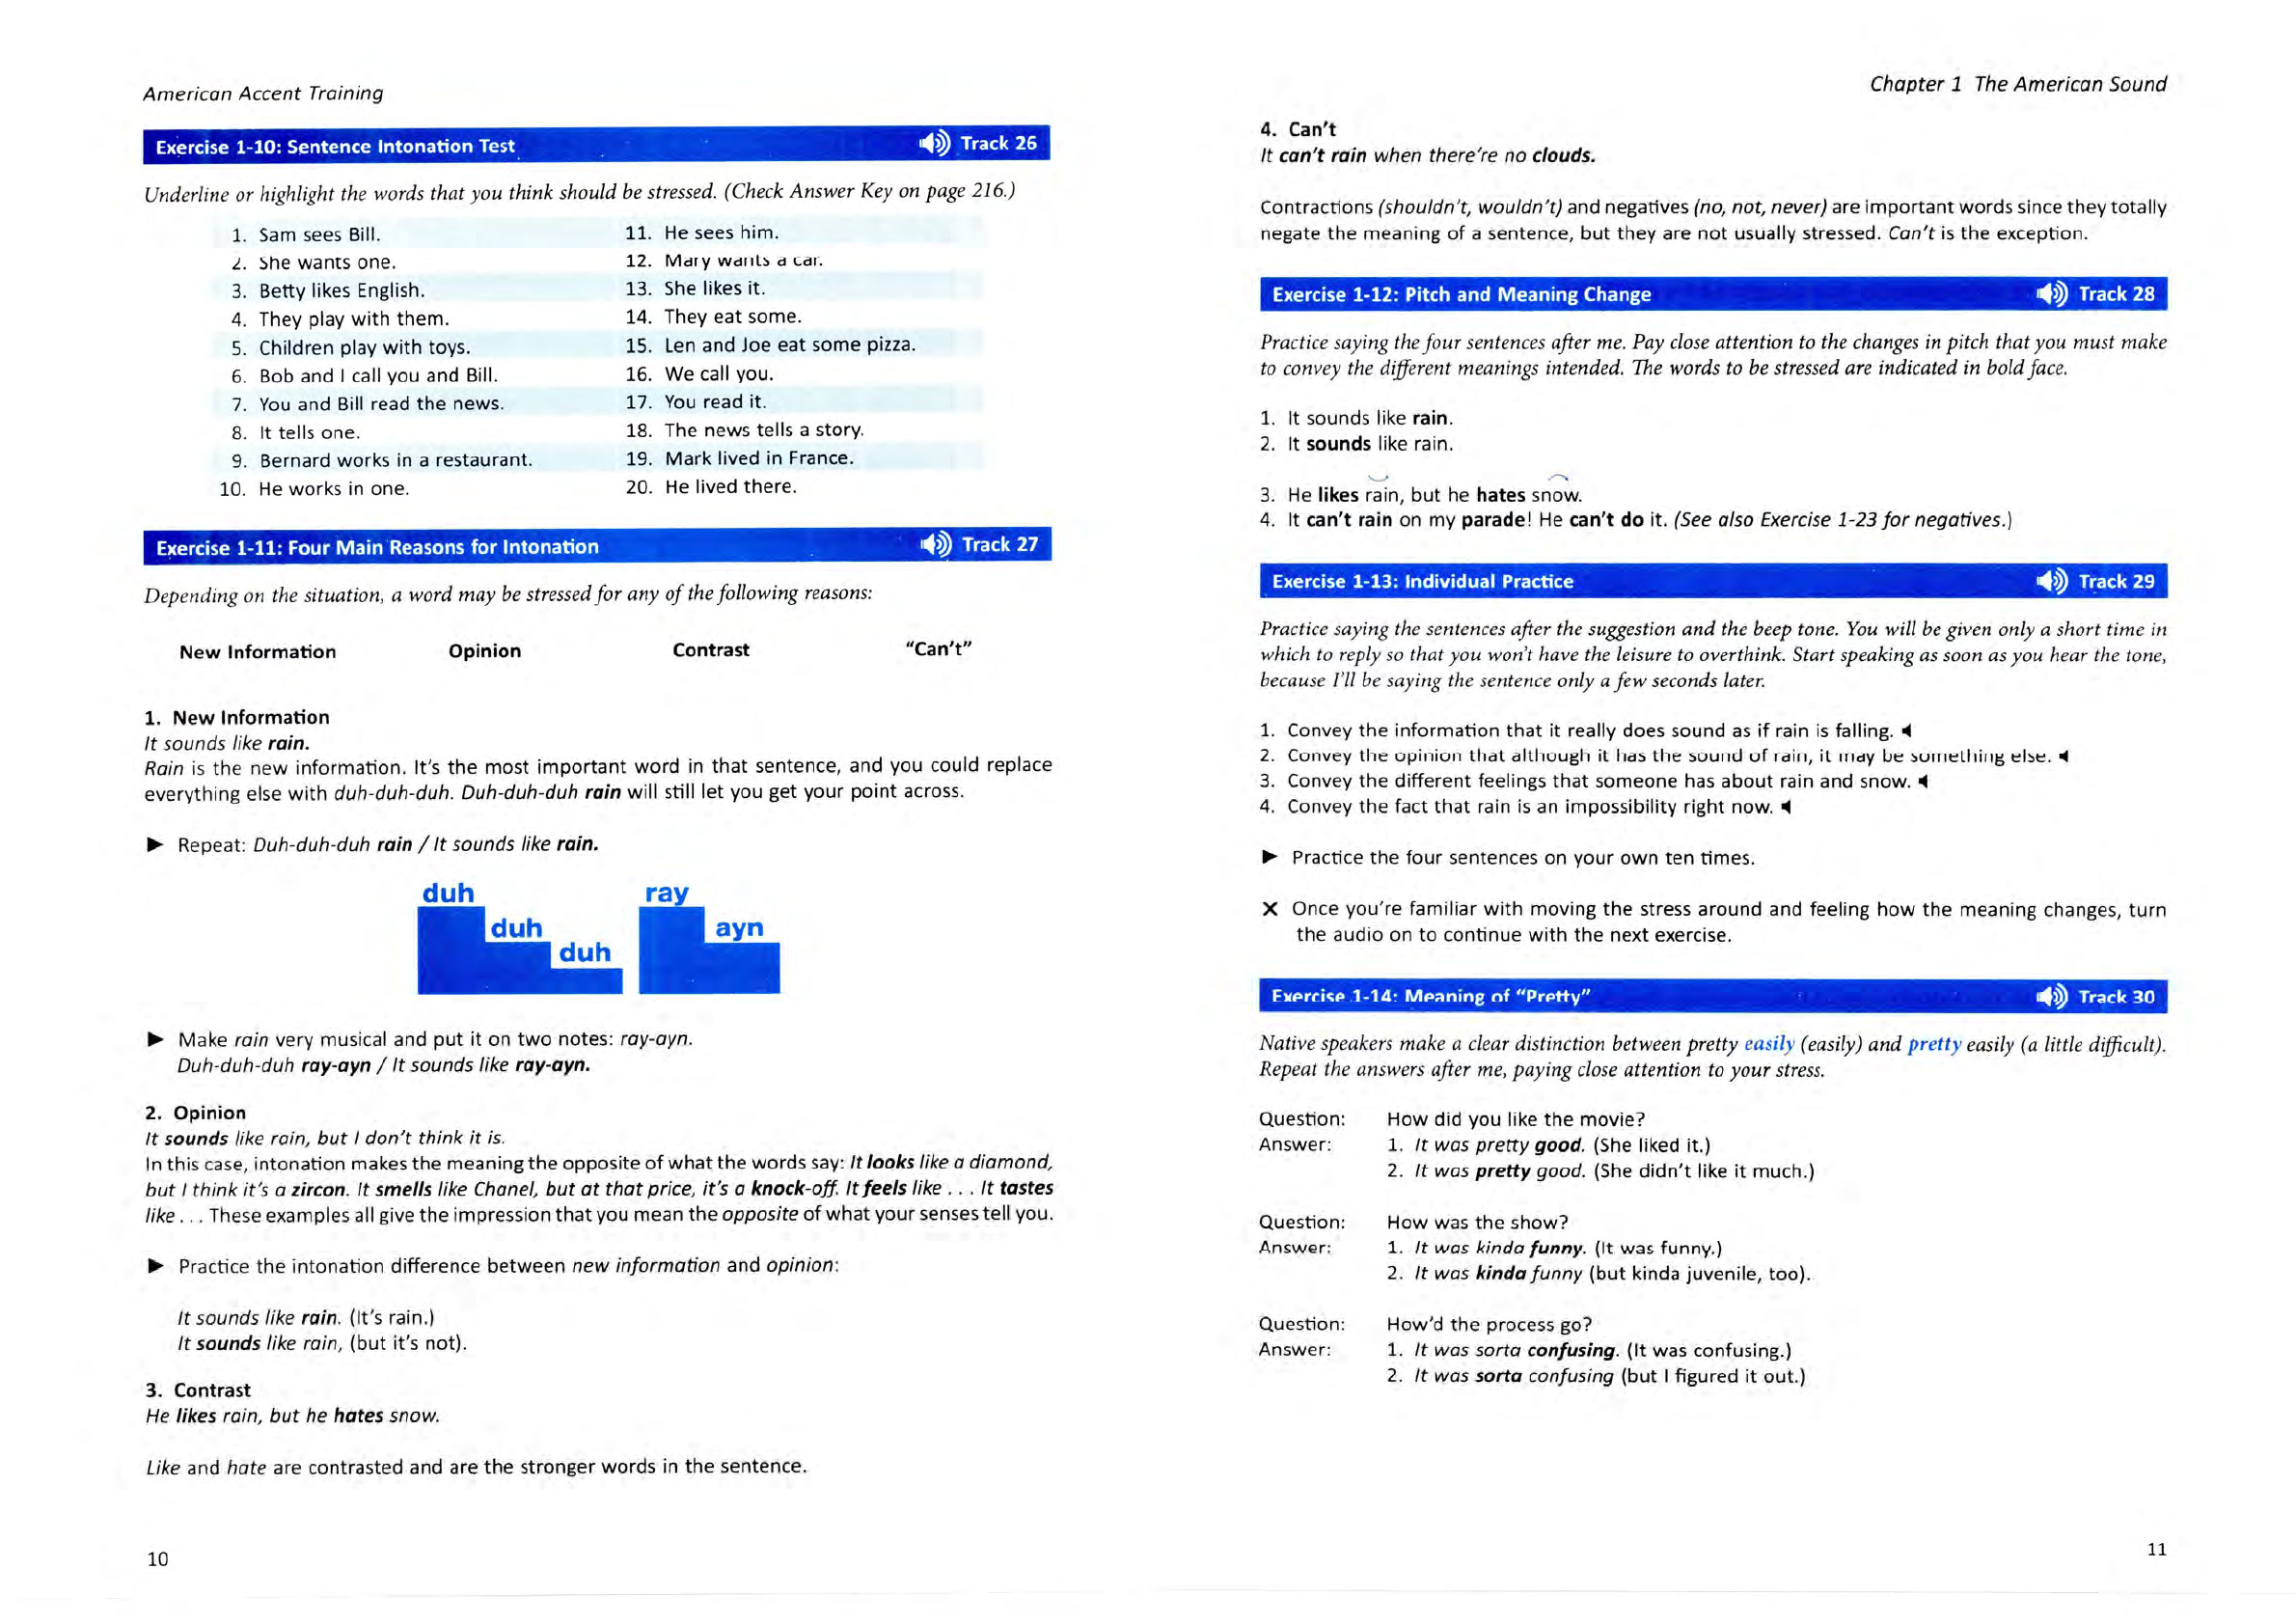 American Accent Training
Exercise 1-10: Sentence Intonation Test Track 26
Underline or highlight the words that you think should be stressed. (Check Answer Key on page 216.)
1. Sam sees Bill.
2. She wants one.
3. Betty likes English.
4. They play with them.
5. Children play with toys.
6. Bob and I call you and Bill.
7. You and Bill read the news.
8. It tells one.
9. Bernard works in a restaurant.
10. He works in one.
11. He sees him.
12. Mary wants a car.
13. She likes it.
14. They eat some.
15. Len and Joe eat some pizza.
16. We call you.
17. You read it.
18. The news tells a story.
19. Mark lived in France.
20. He lived there.
Exercise 1-11: Four Main Reasons for Intonation Track 27
Depending on the situation, a word may be stressed for any of the following reasons:
New Information Opinion Contrast "Can't"
1. New Information
It sounds like rain.
Rain is the new information. It's the most important word in that sentence, and you could replace
everything else with duh-duh-duh. Duh-duh-duh rain will still let you get your point across.
► Repeat: Duh-duh-duh rain / It sounds like rain.
duh
duh
duh
ray
ayn
► Make rain very musical and put it on two notes: ray-ayn.
Duh-duh-duh ray-ayn / It sounds like ray-ayn.
2. Opinion
It sounds like rain, but I don't think it is.
In this case, intonation makes the meaning the opposite of what the words say: It looks like a diamond,
but I think it's a zircon. It smells like Chanel, but at that price, it's a knock-off. It feels like . . . It tastes
like . . . These examples all give the impression that you mean the opposite of what your senses tell you.
► Practice the intonation difference between new information and opinion:
It sounds like rain. (It's rain.)
It sounds like rain, (but it's not).
3. Contrast
He likes rain, but he hates snow.
Like and hate are contrasted and are the stronger words in the sentence.
10
Chapter 1 The American Sound
4. Can't
It can't rain when there're no clouds.
Contractions (shouldn't, wouldn't) and negatives (no, not, never) are important words since they totally
negate the meaning of a sentence, but they are not usually stressed. Can't is the exception.
Exercise 1-12: Pitch and Meaning Change Track 28
Practice saying the four sentences after me. Pay close attention to the changes in pitch that you must make
to convey the different meanings intended. The words to be stressed are indicated in bold face.
1. It sounds like rain.
2. It sounds like rain.
3. He likes rain, but he hates snow.
4. It can't rain on my parade! He can't do it. (See also Exercise 1-23 for negatives.)
Exercise 1-13: Individual Practice Track 29
Practice saying the sentences after the suggestion and the beep tone. You will be given only a short time in
which to reply so that you won't have the leisure to overthink. Start speaking as soon as you hear the tone,
because I'll be saying the sentence only a few seconds later.
1. Convey the information that it really does sound as if rain is falling. ◄
2. Convey the opinion that although it has the sound of rain, it may be something else. ◄
3. Convey the different feelings that someone has about rain and snow. ◄
4. Convey the fact that rain is an impossibility right now. ◄
► Practice the four sentences on your own ten times.
X Once you're familiar with moving the stress around and feeling how the meaning changes, turn
the audio on to continue with the next exercise.
Exercise 1-14: Meaning of "Pretty" Track 30
Native speakers make a clear distinction between pretty easily (easily) and pretty easily (a little difficult).
Repeat the answers after me, paying close attention to your stress.
Question: How did you like the movie?
Answer: 1. It was pretty good. (She liked it.)
2. It was pretty good. (She didn't like it much.)
Question: How was the show?
Answer: 1. It was kinda funny. (It was funny.)
2. It was kinda funny (but kinda juvenile, too).
Question: How'd the process go?
Answer: 1. It was sorta confusing. (It was confusing.)
2. It was sorta confusing (but I figured it out.)
11